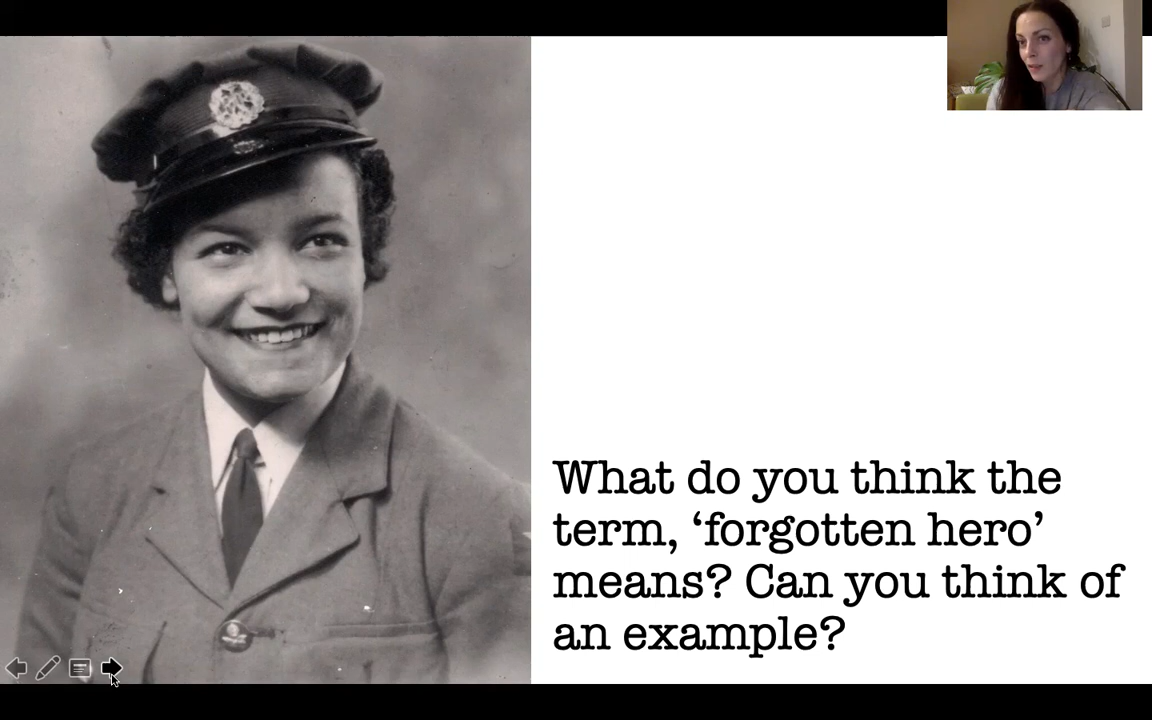 What do you think the
term, ‘forgotten hero’
means? Can you think of
an example?